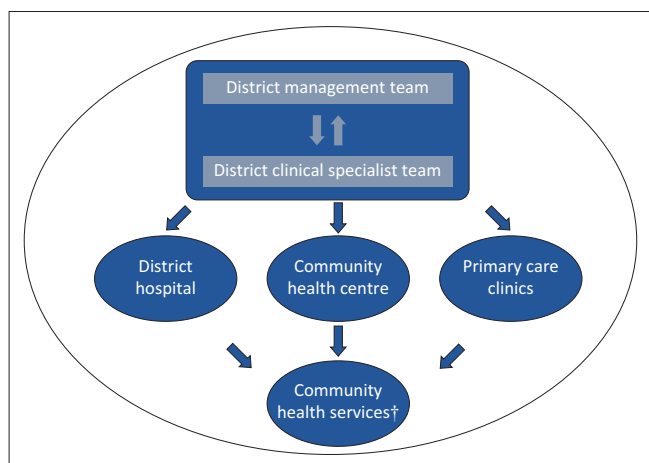 District management team
District clinical specialist team
District
hospital
Community
health centre
Primary care
clinics
Community
health services†